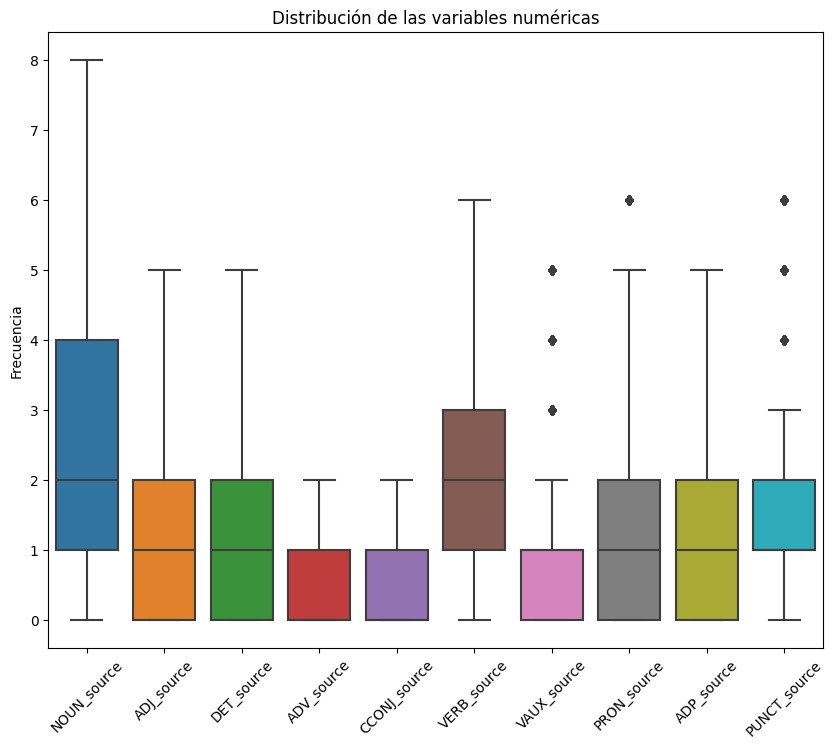 Distribución de las variables numéricas
Frecuencia
8
7
6
5
4
3
2
1
0
NOUN_source
ADJ_source
DET_source
ADV_source
CCONJ_source
VERB_source
VAUX_source
PRON_source
ADP_source
PUNCT_source